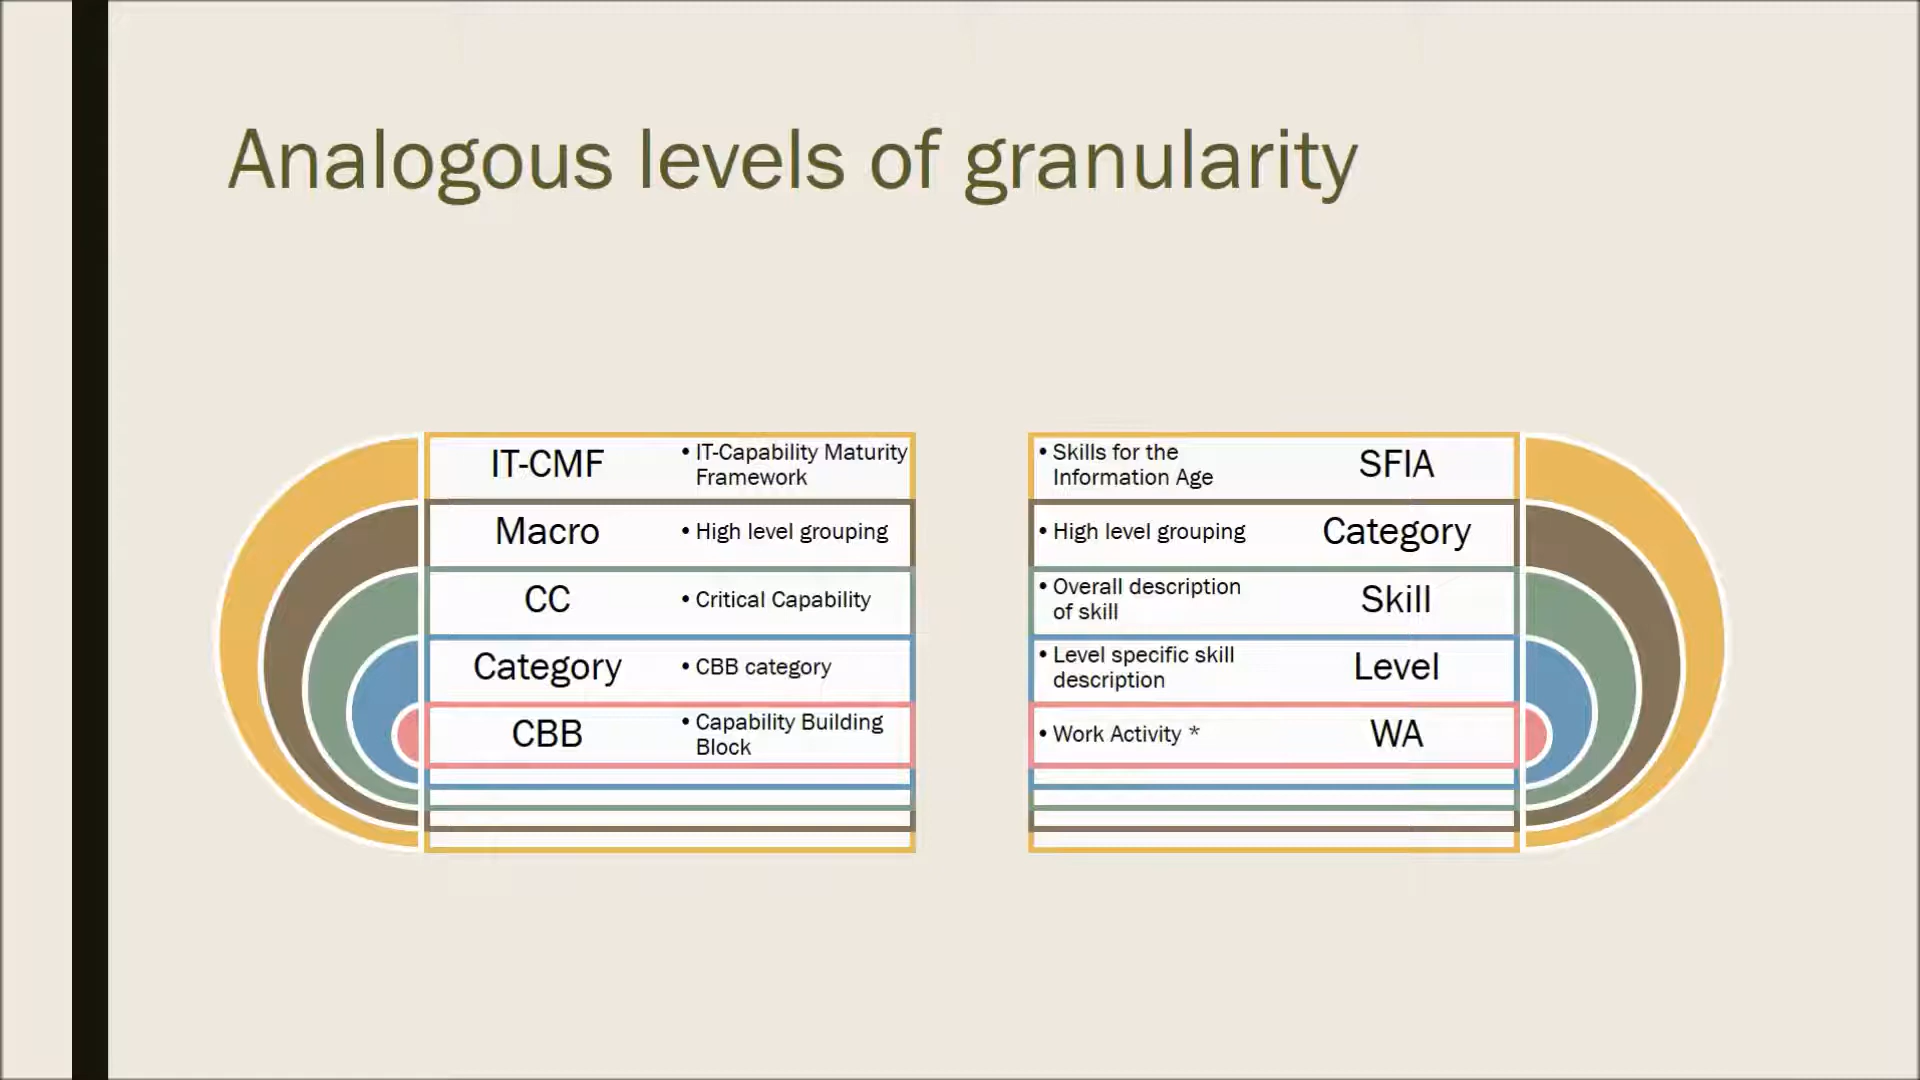 Analogous levels of granularity
IT-CMF
• IT-Capability Maturity
Framework
Macro
• High level grouping
CC
• Critical Capability
Category
• CBB category
CBB
• Capability Building
Block
• Skills for the
Information Age
SFIA
• High level grouping
Category
• Overall description
of skill
Skill
• Level specific skill
description
Level
• Work Activity *
WA